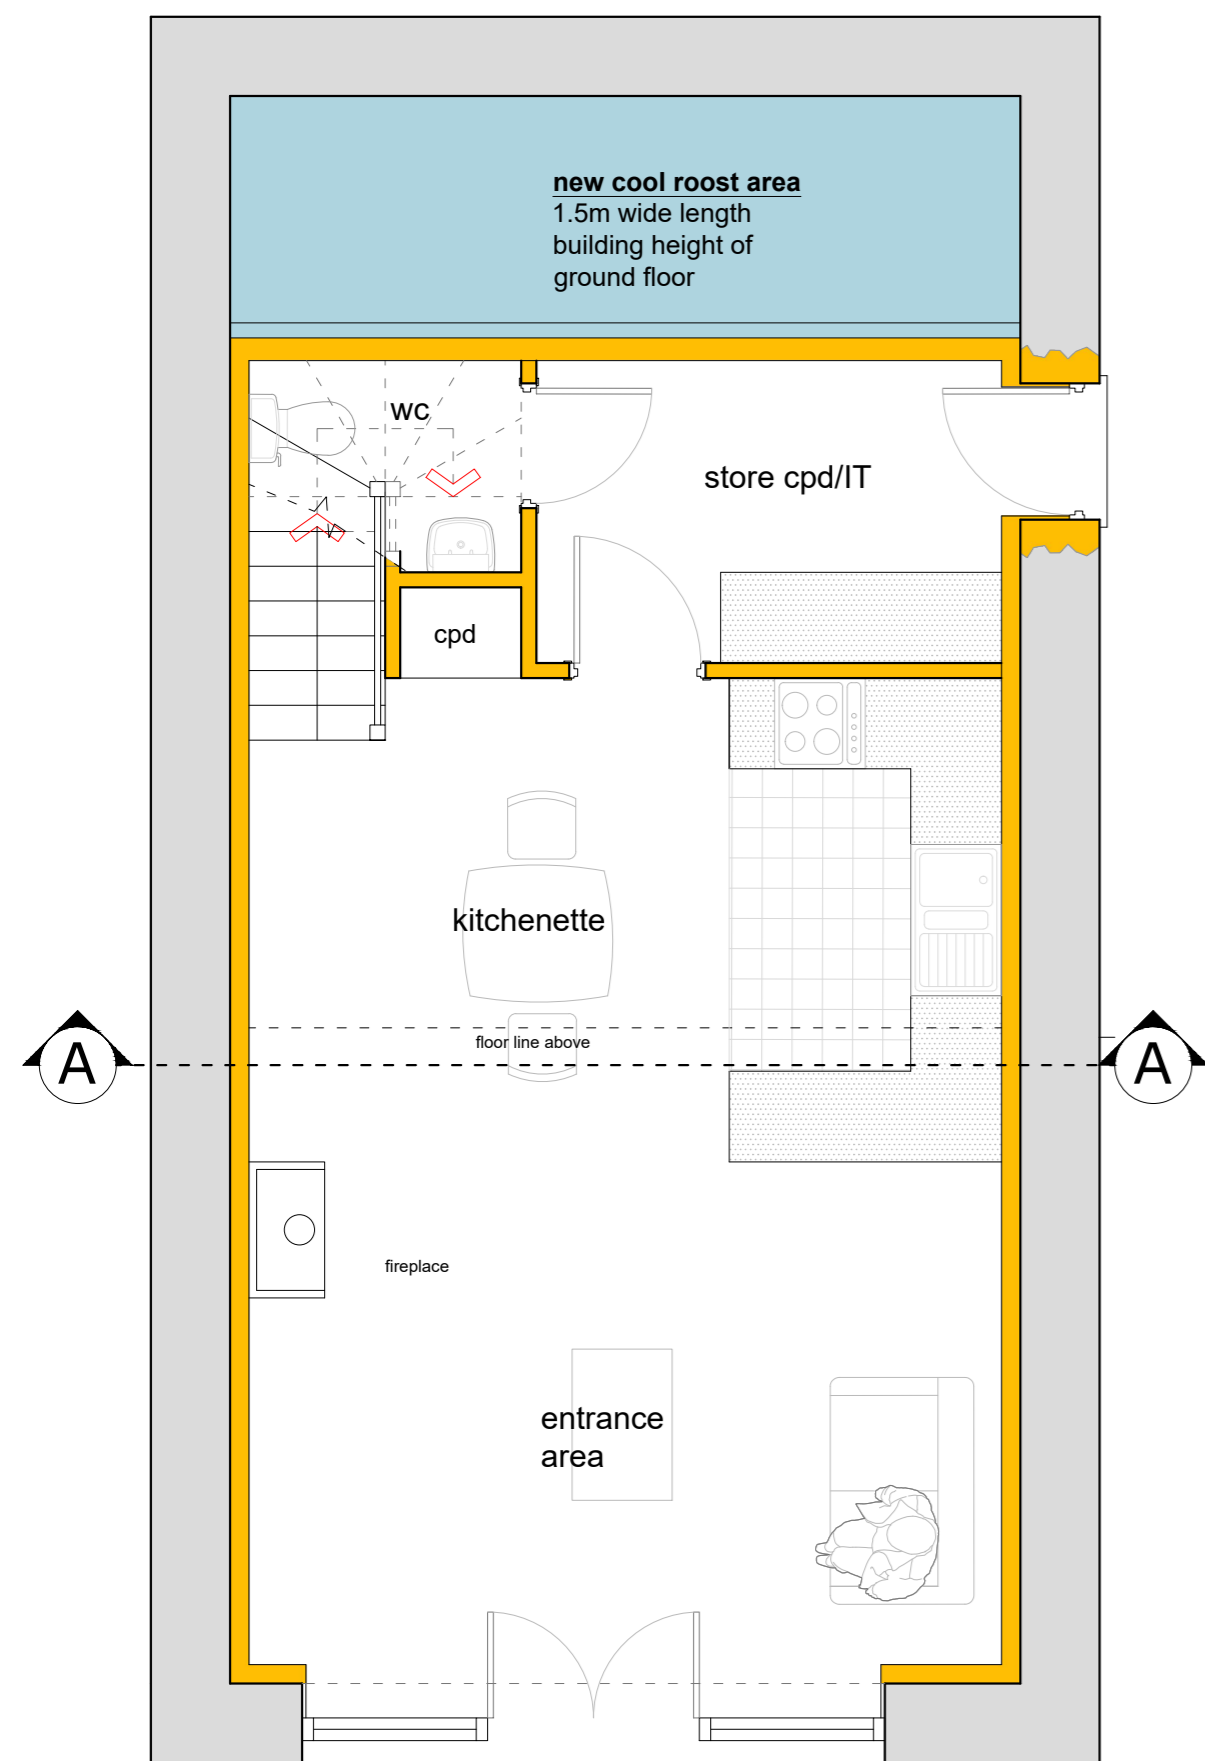 new cool roost area
1.5m wide length
building height of
ground floor
wc
store cpd/IT
cpd
kitchenette
floor line above
A
A
fireplace
entrance
area